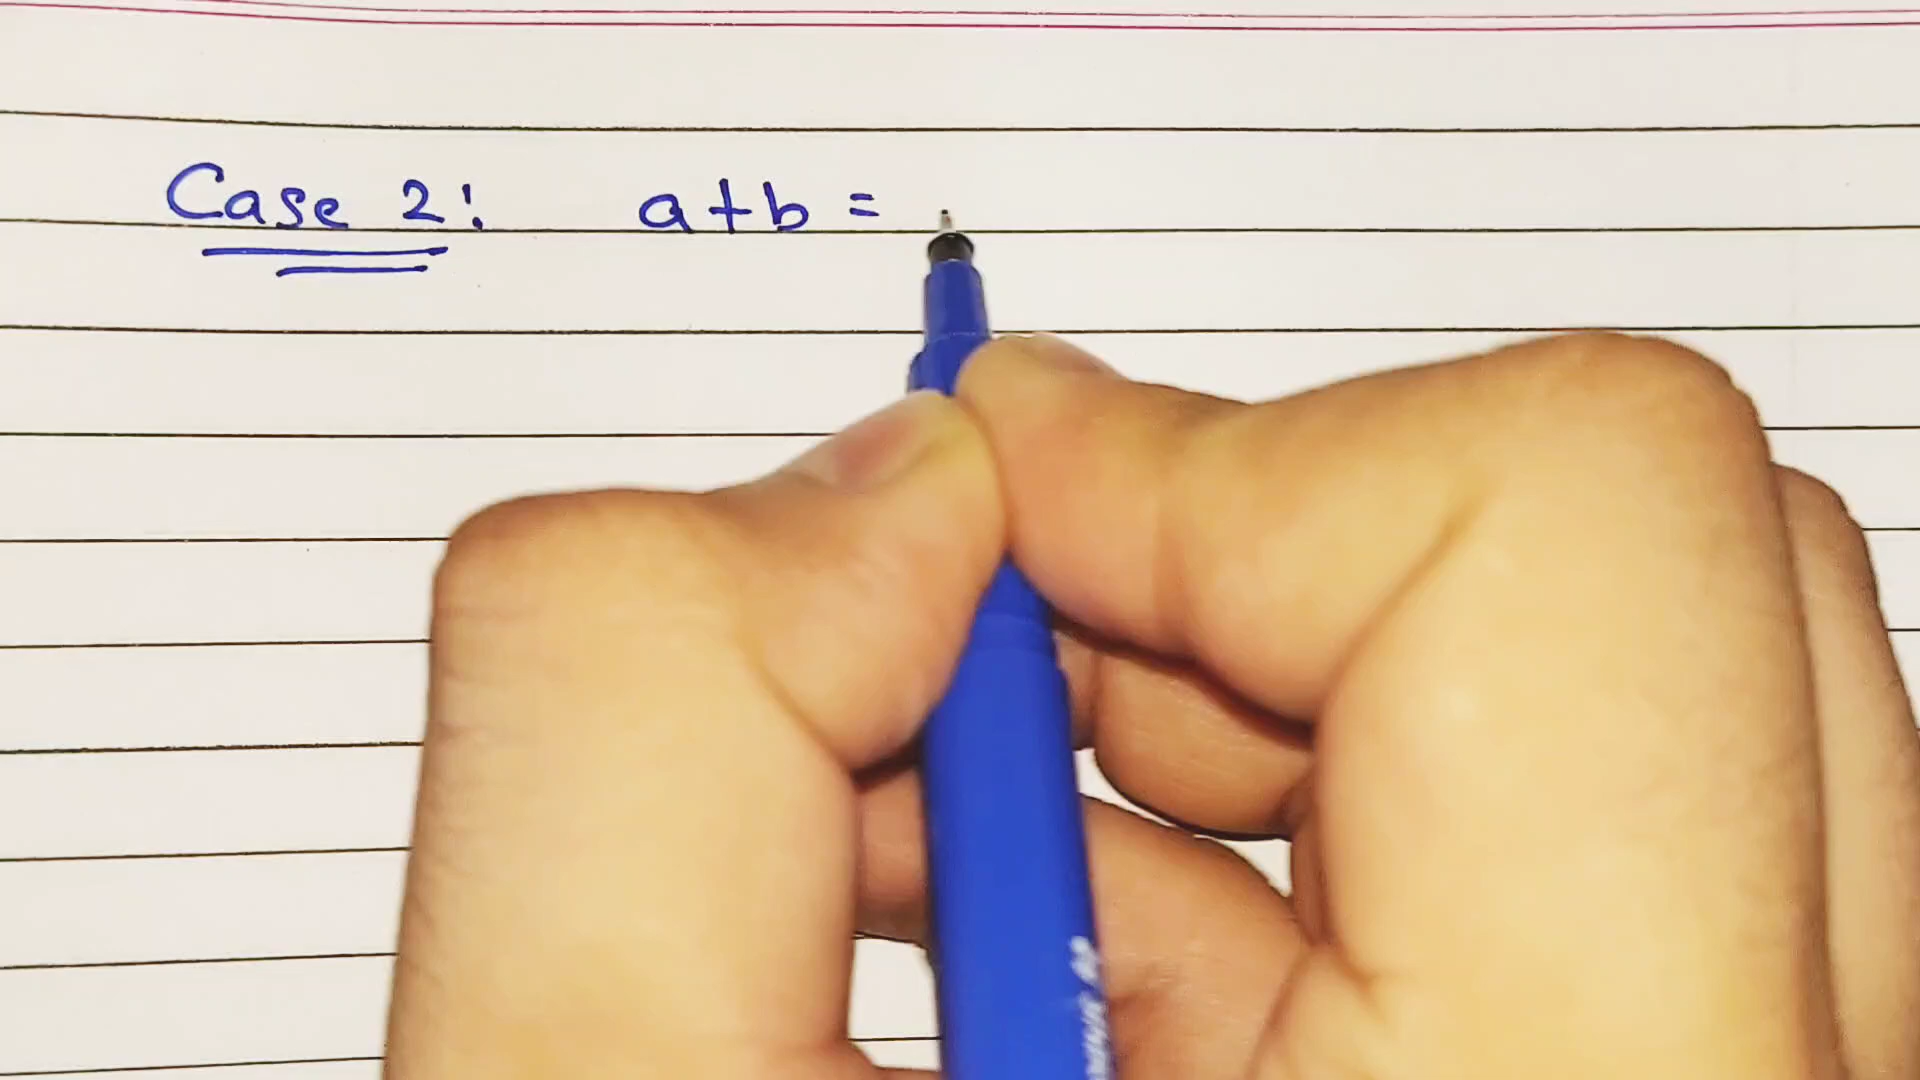 Case 2: a+b =